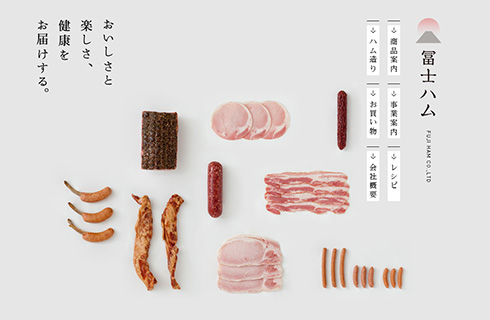 冨士ハム
FUJI HAM CO.,LTD
商品案内
事業案内
レシピ
ハム造り
お買い物
会社概要
おいしさと
楽しさ、
健康を
お届けする。